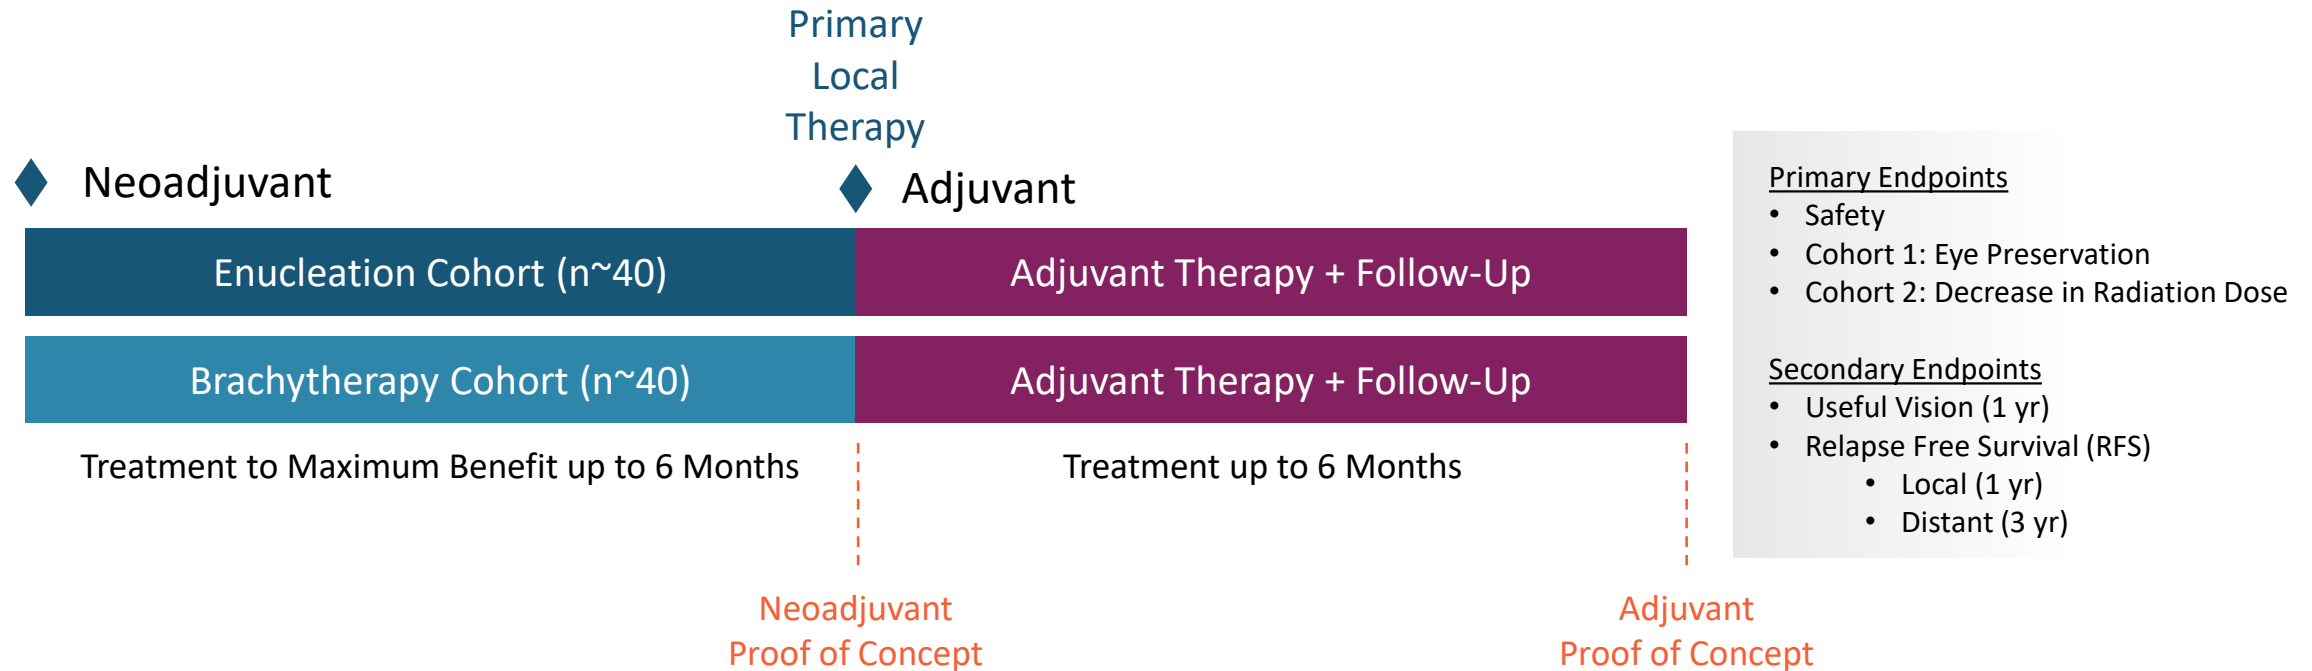 Primary
Local
Therapy
Neoadjuvant
Adjuvant
Enucleation Cohort (n~40)
Adjuvant Therapy + Follow-Up
Brachytherapy Cohort (n~40)
Adjuvant Therapy + Follow-Up
Treatment to Maximum Benefit up to 6 Months
Treatment up to 6 Months
Neoadjuvant
Proof of Concept
Adjuvant
Proof of Concept
Primary Endpoints
• Safety
• Cohort 1: Eye Preservation
• Cohort 2: Decrease in Radiation Dose
Secondary Endpoints
• Useful Vision (1 yr)
• Relapse Free Survival (RFS)
• Local (1 yr)
• Distant (3 yr)